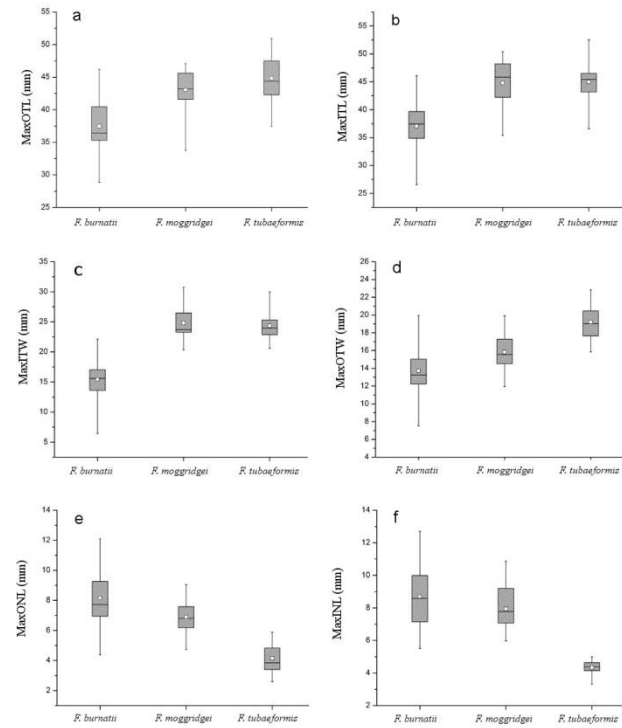 a
MaxOTL (mm)
55
50
45
40
35
30
25
F. burnatii F. moggridgei F. tubaeformis
b
MaxITL (mm)
55
50
45
40
35
30
25
F. burnatii F. moggridgei F. tubaeformis
c
MaxITW (mm)
35
30
25
20
15
10
5
F. burnatii F. moggridgei F. tubaeformis
d
MaxOTW (mm)
26
24
22
20
18
16
14
12
10
8
6
4
F. burnatii F. moggridgei F. tubaeformis
e
MaxONL (mm)
14
12
10
8
6
4
2
F. burnatii F. moggridgei F. tubaeformis
f
MaxINL (mm)
14
12
10
8
6
4
2
F. burnatii F. moggridgei F. tubaeformis